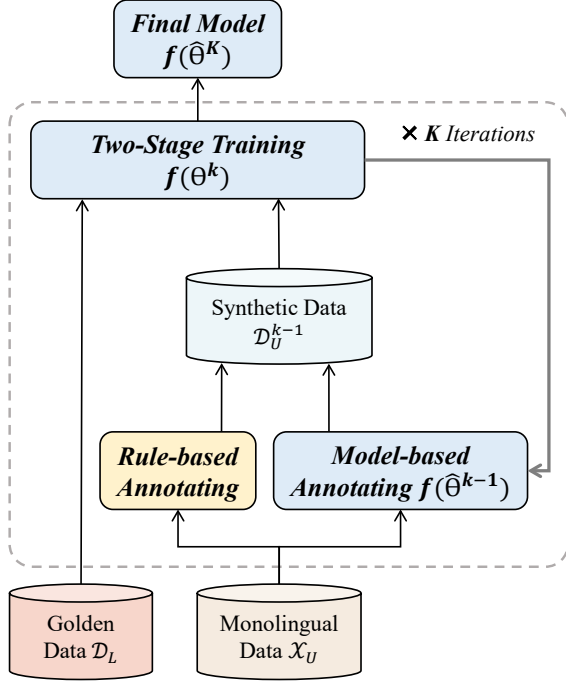 Final Model
f(Θ̂ᴷ)
Two-Stage Training
f(Θᵏ)
× K Iterations
Synthetic Data
𝒟_U^{k−1}
Rule-based
Annotating
Model-based
Annotating f(Θ̂ᵏ⁻¹)
Golden
Data 𝒟_L
Monolingual
Data 𝒳_U